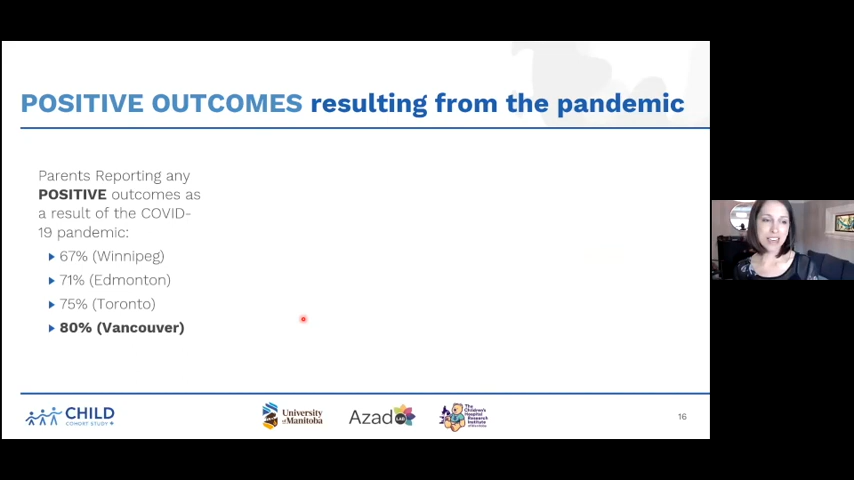 POSITIVE OUTCOMES resulting from the pandemic
Parents Reporting any
POSITIVE outcomes as
a result of the COVID-
19 pandemic:
67% (Winnipeg)
71% (Edmonton)
75% (Toronto)
80% (Vancouver)
CHILD
COHORT STUDY
University
of Manitoba
Azad LAB
The
Children's
Hospital
Research
Institute
of Manitoba
16